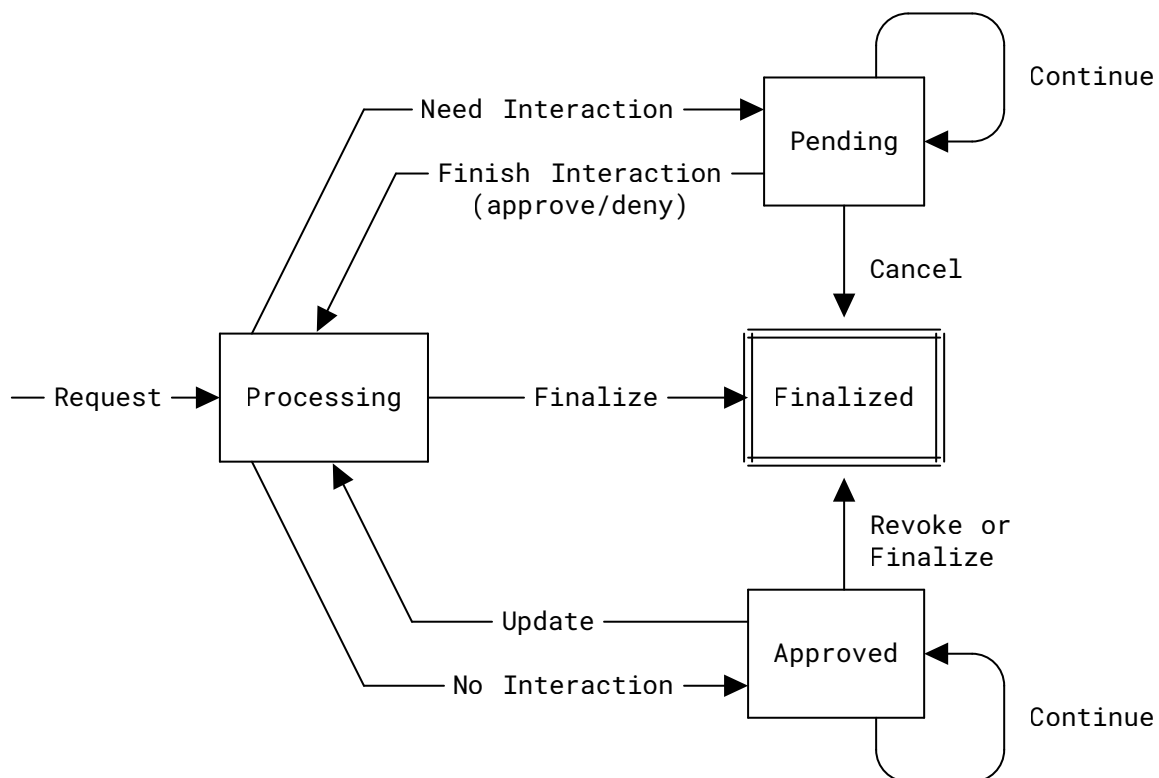 Continue
Need Interaction
Pending
Finish Interaction
(approve/deny)
Cancel
Request
Processing
Finalize
Finalized
Revoke or
Finalize
Update
Approved
No Interaction
Continue